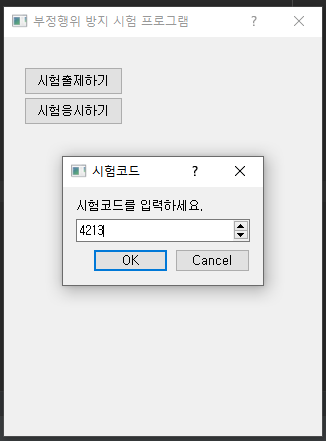 부정행위 방지 시험 프로그램
시험출제하기
시험응시하기
시험코드
시험코드를 입력하세요.
4213
OK
Cancel